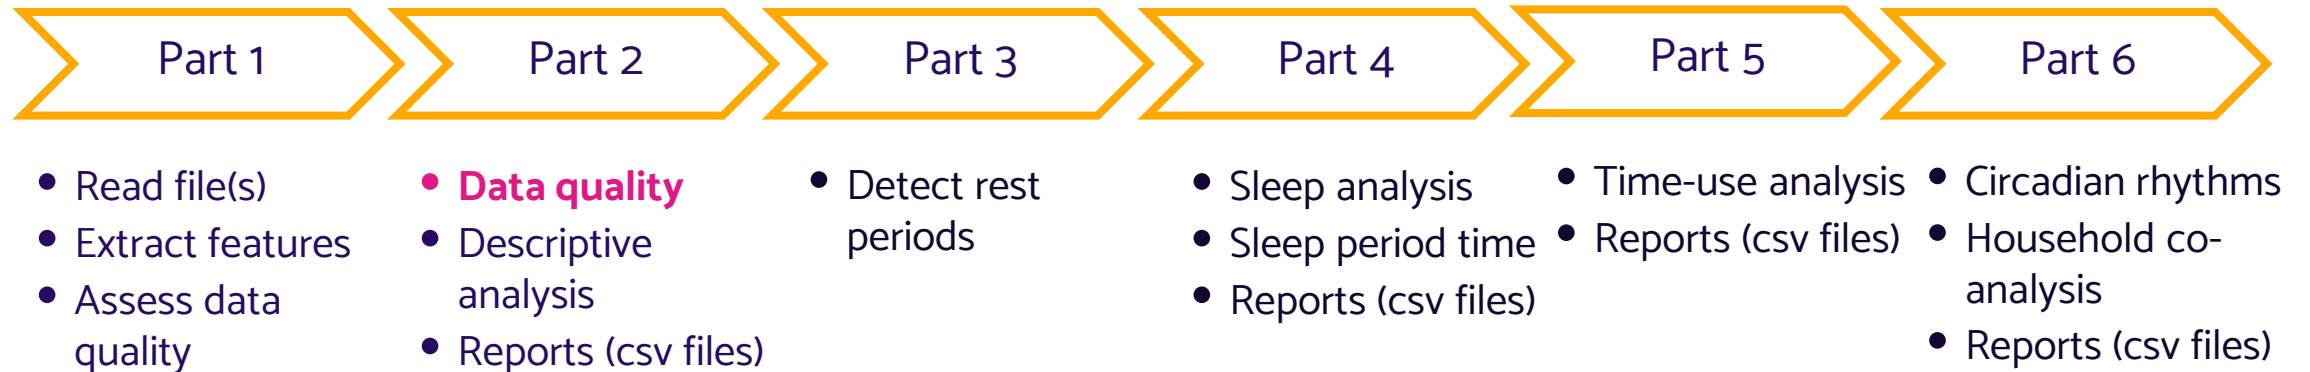 Part 1
Part 2
Part 3
Part 4
Part 5
Part 6
• Read file(s)
• Extract features
• Assess data
quality
• Data quality
• Descriptive
analysis
• Reports (csv files)
• Detect rest
periods
• Sleep analysis
• Sleep period time
• Reports (csv files)
• Time-use analysis
• Reports (csv files)
• Circadian rhythms
• Household co-
analysis
• Reports (csv files)